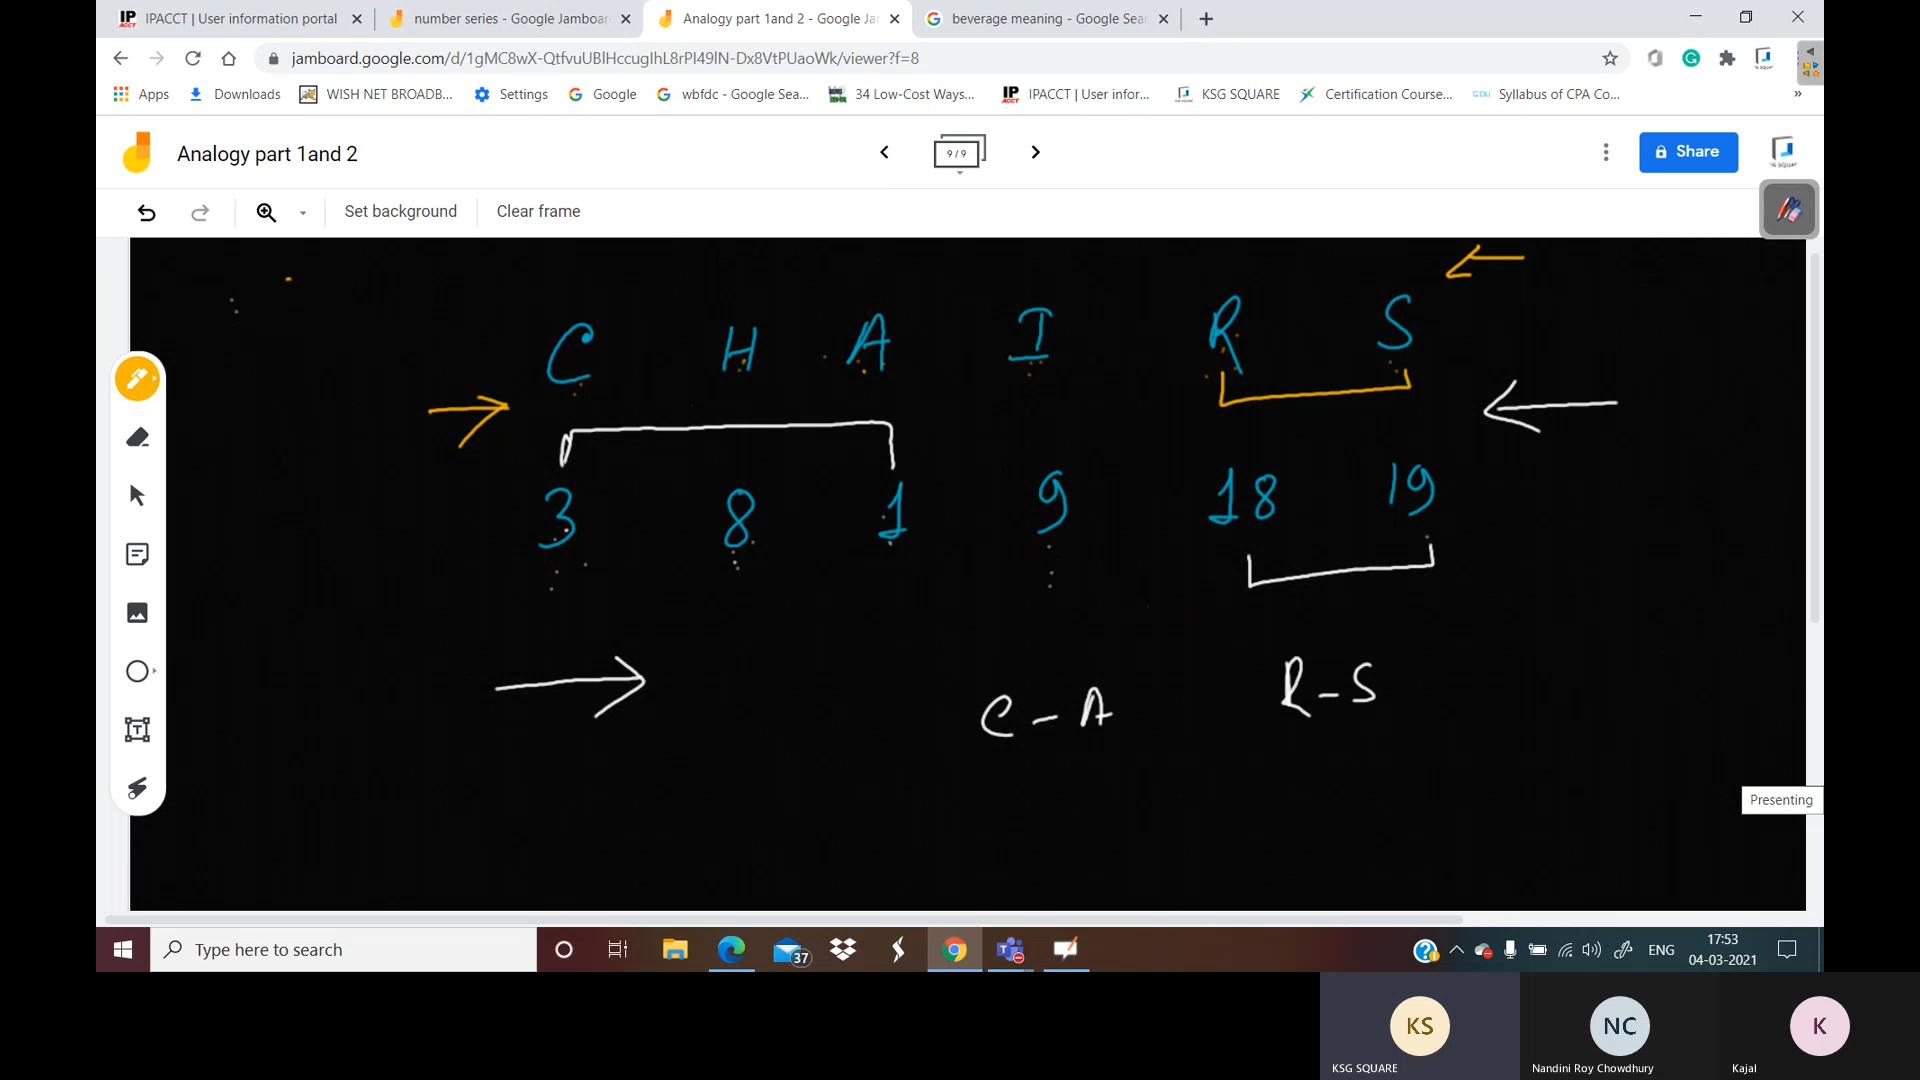 IPACCT | User information portal
number series - Google Jamboar
Analogy part 1and 2 - Google Ja
beverage meaning - Google Sea
jamboard.google.com/d/1gMC8wX-QtfvuUBlHccugIhL8rPI49lN-Dx8VtPUaoWk/viewer?f=8
Apps
Downloads
WISH NET BROADB...
Settings
Google
wbfdc - Google Sea...
34 Low-Cost Ways...
IPACCT | User infor...
KSG SQUARE
Certification Course...
Syllabus of CPA Co...
»
Analogy part 1and 2
9 / 9
Share
Set background
Clear frame
C H A I R S
3 8 1 9 18 19
C - A
R - S
Presenting
Type here to search
37
ENG
17:53
04-03-2021
KS
NC
K
KSG SQUARE
Nandini Roy Chowdhury
Kajal